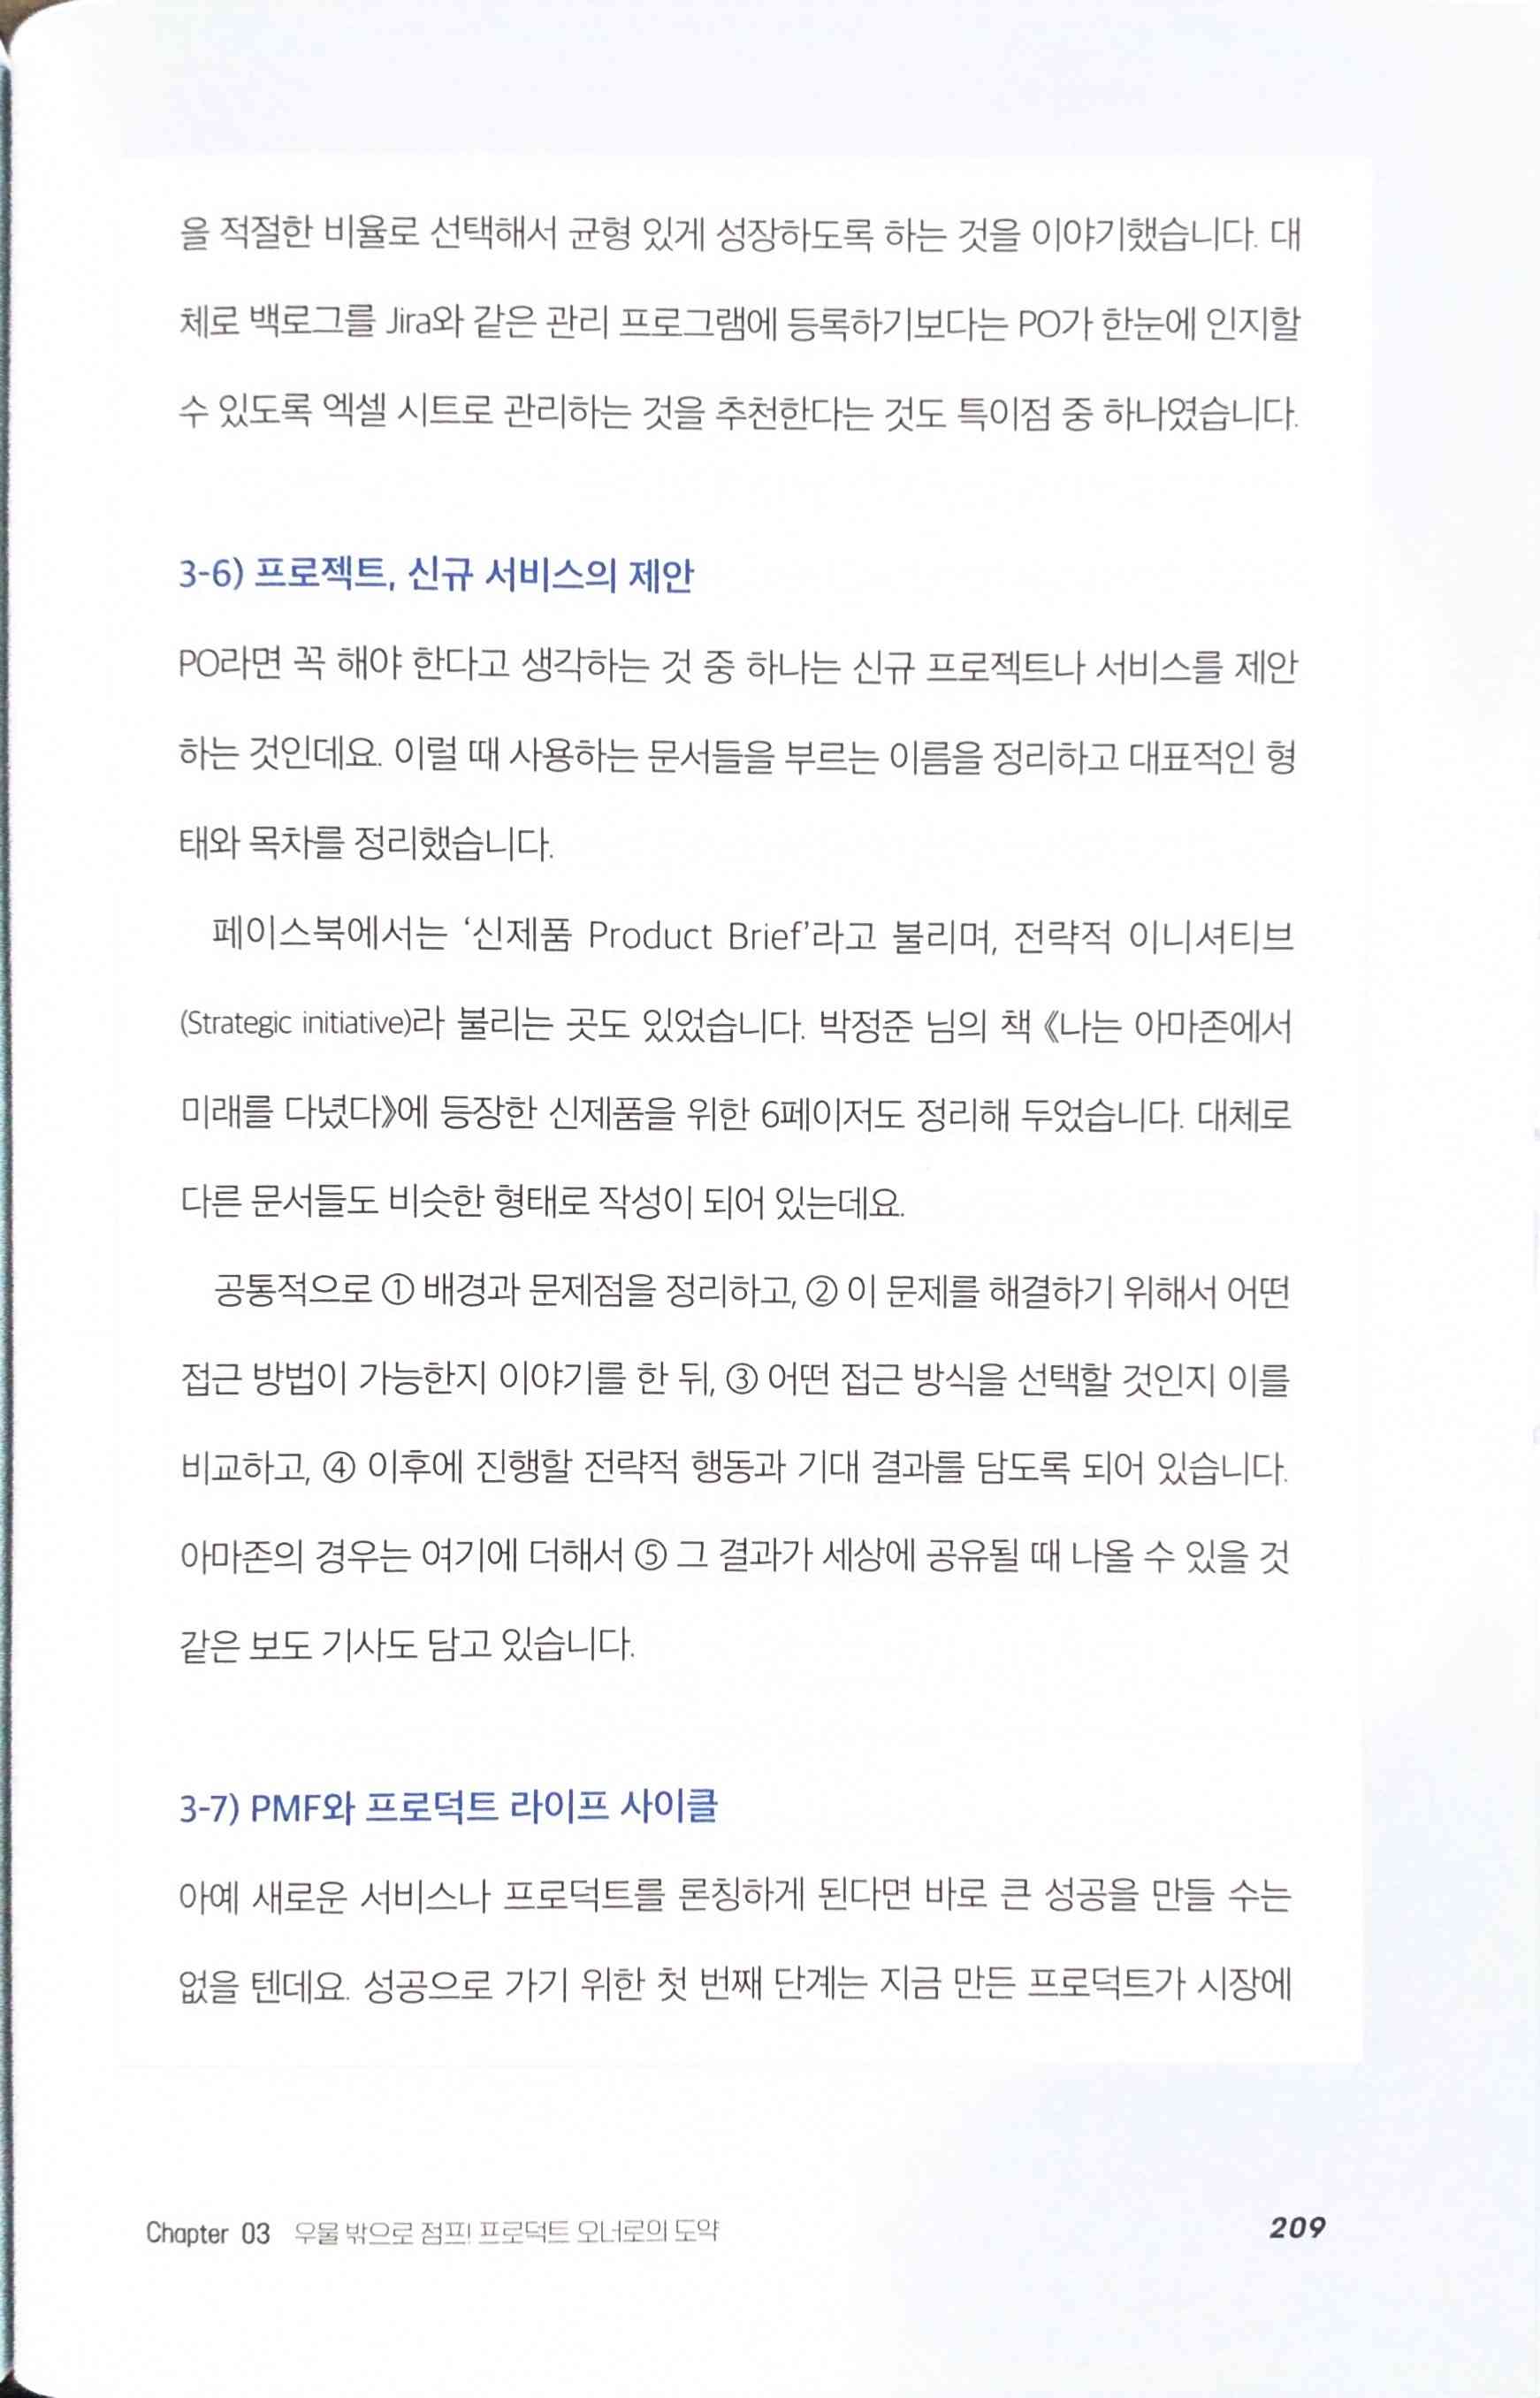 을 적절한 비율로 선택해서 균형 있게 성장하도록 하는 것을 이야기했습니다. 대
체로 백로그를 Jira와 같은 관리 프로그램에 등록하기보다는 PO가 한눈에 인지할
수 있도록 엑셀 시트로 관리하는 것을 추천한다는 것도 특이점 중 하나였습니다.
3-6) 프로젝트, 신규 서비스의 제안
PO라면 꼭 해야 한다고 생각하는 것 중 하나는 신규 프로젝트나 서비스를 제안
하는 것인데요. 이럴 때 사용하는 문서들을 부르는 이름을 정리하고 대표적인 형
태와 목차를 정리했습니다.
페이스북에서는 ‘신제품 Product Brief’라고 불리며, 전략적 이니셔티브
(Strategic initiative)라 불리는 곳도 있었습니다. 박정준 님의 책 《나는 아마존에서
미래를 다녔다》에 등장한 신제품을 위한 6페이저도 정리해 두었습니다. 대체로
다른 문서들도 비슷한 형태로 작성이 되어 있는데요.
공통적으로 ① 배경과 문제점을 정리하고, ② 이 문제를 해결하기 위해서 어떤
접근 방법이 가능한지 이야기를 한 뒤, ③ 어떤 접근 방식을 선택할 것인지 이를
비교하고, ④ 이후에 진행할 전략적 행동과 기대 결과를 담도록 되어 있습니다.
아마존의 경우는 여기에 더해서 ⑤ 그 결과가 세상에 공유될 때 나올 수 있을 것
같은 보도 기사도 담고 있습니다.
3-7) PMF와 프로덕트 라이프 사이클
아예 새로운 서비스나 프로덕트를 론칭하게 된다면 바로 큰 성공을 만들 수는
없을 텐데요. 성공으로 가기 위한 첫 번째 단계는 지금 만든 프로덕트가 시장에
Chapter 03 우물 밖으로 점프! 프로덕트 오너로의 도약
209